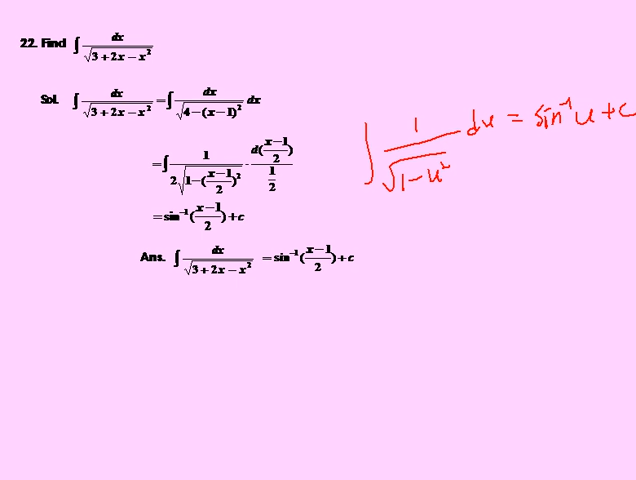 22. Find ∫ dx / √(3+2x−x²)
Sol. ∫ dx / √(3+2x−x²) = ∫ dx / √(4−(x−1)²) dx
= ∫ 1 / (2√(1−((x−1)/2)²)) · d((x−1)/2) / (1/2)
= sin⁻¹((x−1)/2)+c
Ans. ∫ dx / √(3+2x−x²) = sin⁻¹((x−1)/2)+c
∫ 1 / √(1−u²) du = sin⁻¹ u + c